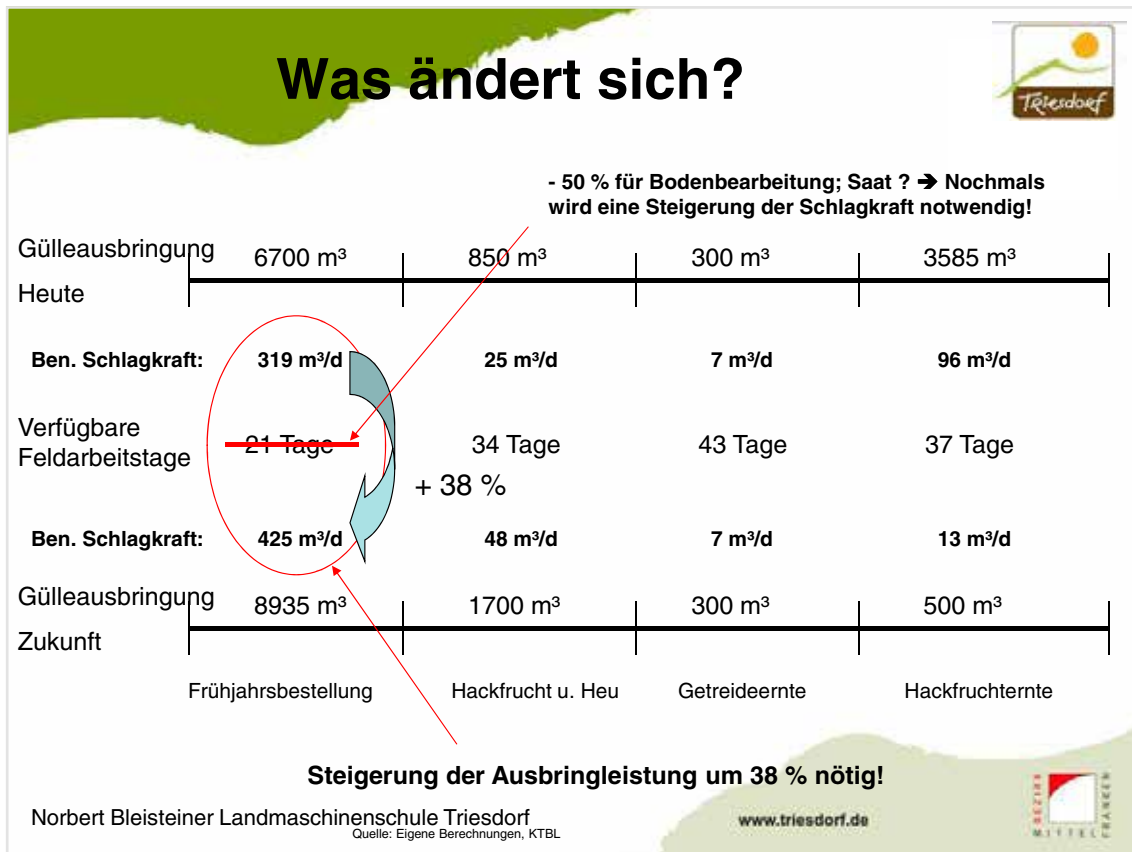 Was ändert sich?
Triesdorf
- 50 % für Bodenbearbeitung; Saat ? ➔ Nochmals
wird eine Steigerung der Schlagkraft notwendig!
Gülleausbringung
6700 m³ 850 m³ 300 m³ 3585 m³
Heute
Ben. Schlagkraft: 319 m³/d 25 m³/d 7 m³/d 96 m³/d
Verfügbare
Feldarbeitstage
21 Tage 34 Tage 43 Tage 37 Tage
+ 38 %
Ben. Schlagkraft: 425 m³/d 48 m³/d 7 m³/d 13 m³/d
Gülleausbringung
8935 m³ 1700 m³ 300 m³ 500 m³
Zukunft
Frühjahrsbestellung Hackfrucht u. Heu Getreideernte Hackfruchternte
Steigerung der Ausbringleistung um 38 % nötig!
Norbert Bleisteiner Landmaschinenschule Triesdorf
Quelle: Eigene Berechnungen, KTBL
www.triesdorf.de
BEZIRK
MITTEL
FRANKEN